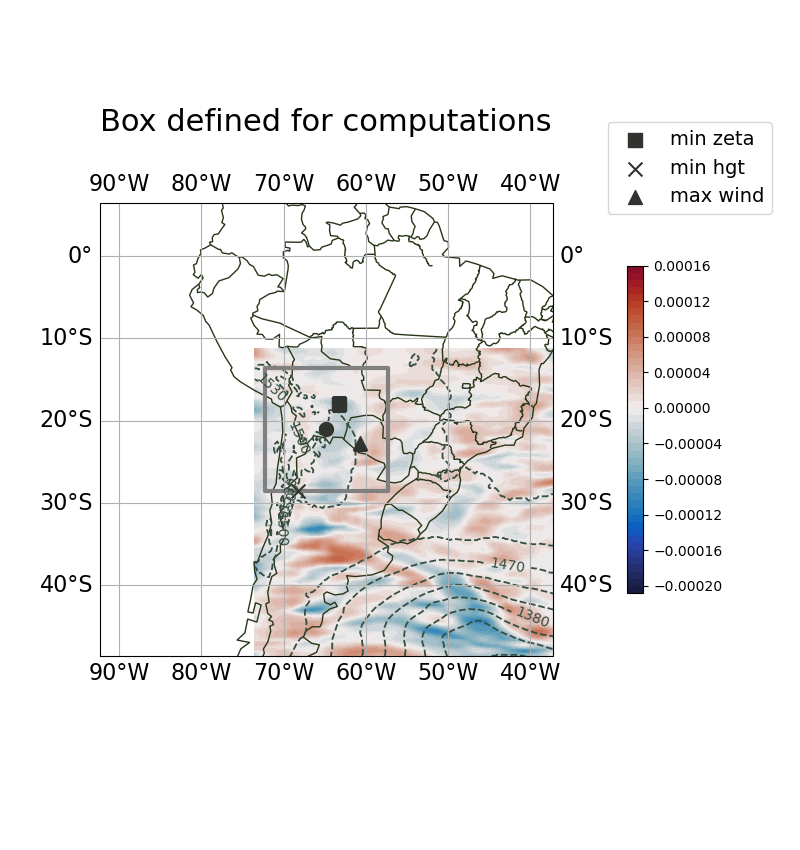 Box defined for computations
min zeta
min hgt
max wind
90°W 80°W 70°W 60°W 50°W 40°W
0° 0°
10°S 10°S
20°S 20°S
30°S 30°S
40°S 40°S
1470
1380
90°W 80°W 70°W 60°W 50°W 40°W
0.00016
0.00012
0.00008
0.00004
0.00000
−0.00004
−0.00008
−0.00012
−0.00016
−0.00020